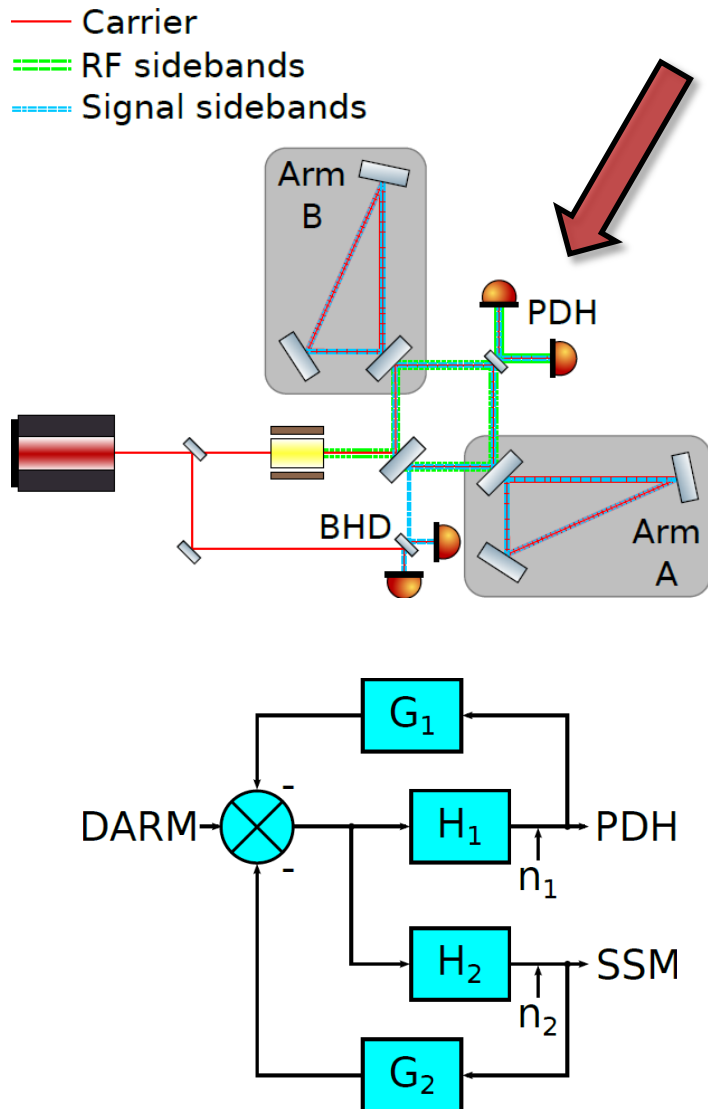 Carrier
RF sidebands
Signal sidebands
Arm
B
PDH
BHD
Arm
A
G₁
-
DARM
H₁
PDH
n₁
-
H₂
SSM
n₂
G₂